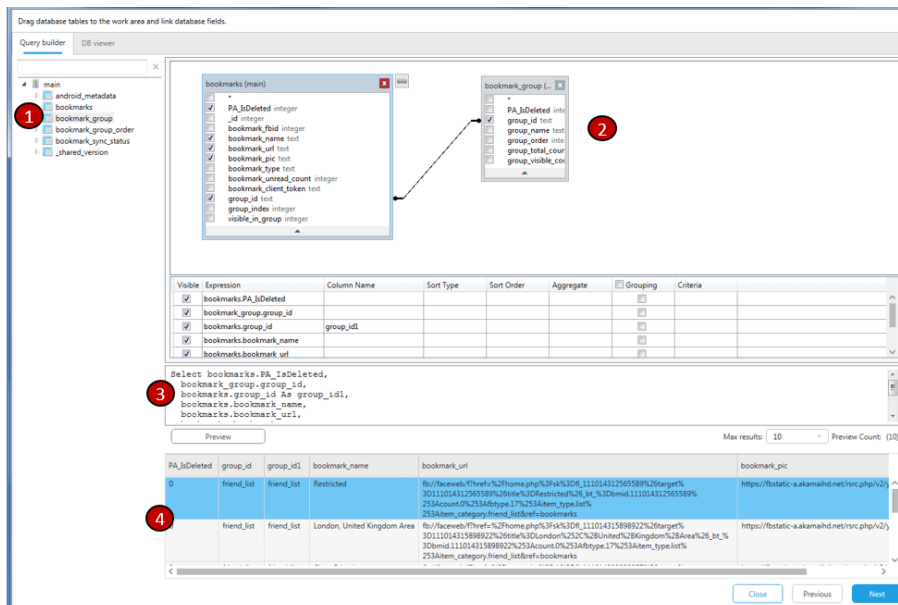 Drag database tables to the work area and link database fields.
Query builder DB viewer
main
android_metadata
bookmarks
bookmark_group
bookmark_group_order
bookmark_sync_status
_shared_version
1
bookmarks (main)
*
PA_IsDeleted integer
_id integer
bookmark_fbid integer
bookmark_name text
bookmark_url text
bookmark_pic text
bookmark_type text
bookmark_unread_count integer
bookmark_client_token text
group_id text
group_index integer
visible_in_group integer
bookmark_group (...
*
PA_IsDeleted inte
group_id text
group_name text
group_order inte
group_total_coun
group_visible_cou
2
Visible Expression Column Name Sort Type Sort Order Aggregate Grouping Criteria
bookmarks.PA_IsDeleted
bookmark_group.group_id
bookmarks.group_id group_id1
bookmarks.bookmark_name
bookmarks.bookmark_url
Select bookmarks.PA_IsDeleted,
bookmark_group.group_id,
bookmarks.group_id As group_id1,
bookmarks.bookmark_name,
bookmarks.bookmark_url,
3
Preview Max results: 10 Preview Count: (10)
PA_IsDeleted group_id group_id1 bookmark_name bookmark_url bookmark_pic
0 friend_list friend_list Restricted fb://faceweb/f?href=%2Fhome.php%3Fsk%3Dfl_111014312565589%26target%
3D111014312565589%26title%3DRestricted%26_bt_%3Dbmid.111014312565589%
253Acount.0%253Afbtype.17%253Aitem_type.list%
253Aitem_category.friend_list&ref=bookmarks
https://fbstatic-a.akamaihd.net/rsrc.php/v2/y
4
friend_list friend_list London, United Kingdom Area fb://faceweb/f?href=%2Fhome.php%3Fsk%3Dfl_111014315898922%26target%
3D111014315898922%26title%3DLondon%252C%2BUnited%2BKingdom%2BArea%26_bt_%
3Dbmid.111014315898922%253Acount.0%253Afbtype.17%253Aitem_type.list%
253Aitem_category.friend_list&ref=bookmarks
https://fbstatic-a.akamaihd.net/rsrc.php/v2/y
Close Previous Next